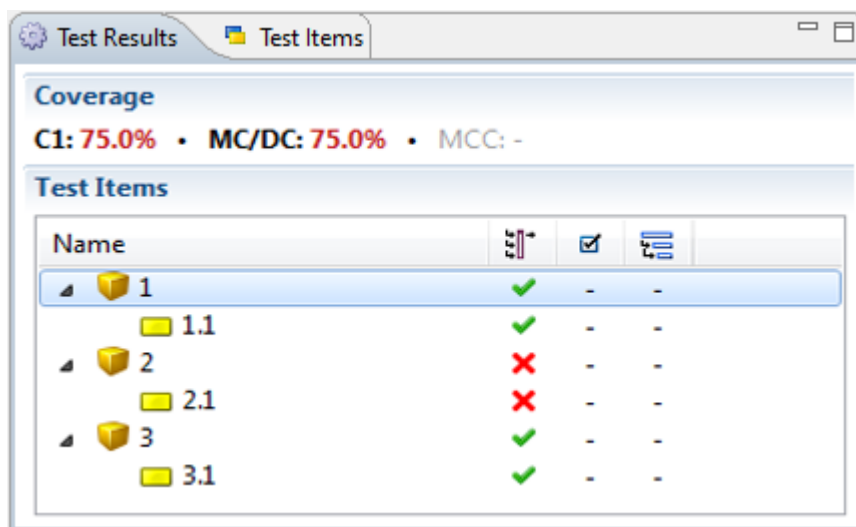 Test Results Test Items
Coverage
C1: 75.0% • MC/DC: 75.0% • MCC: -
Test Items
Name
1 - -
1.1 - -
2 - -
2.1 - -
3 - -
3.1 - -